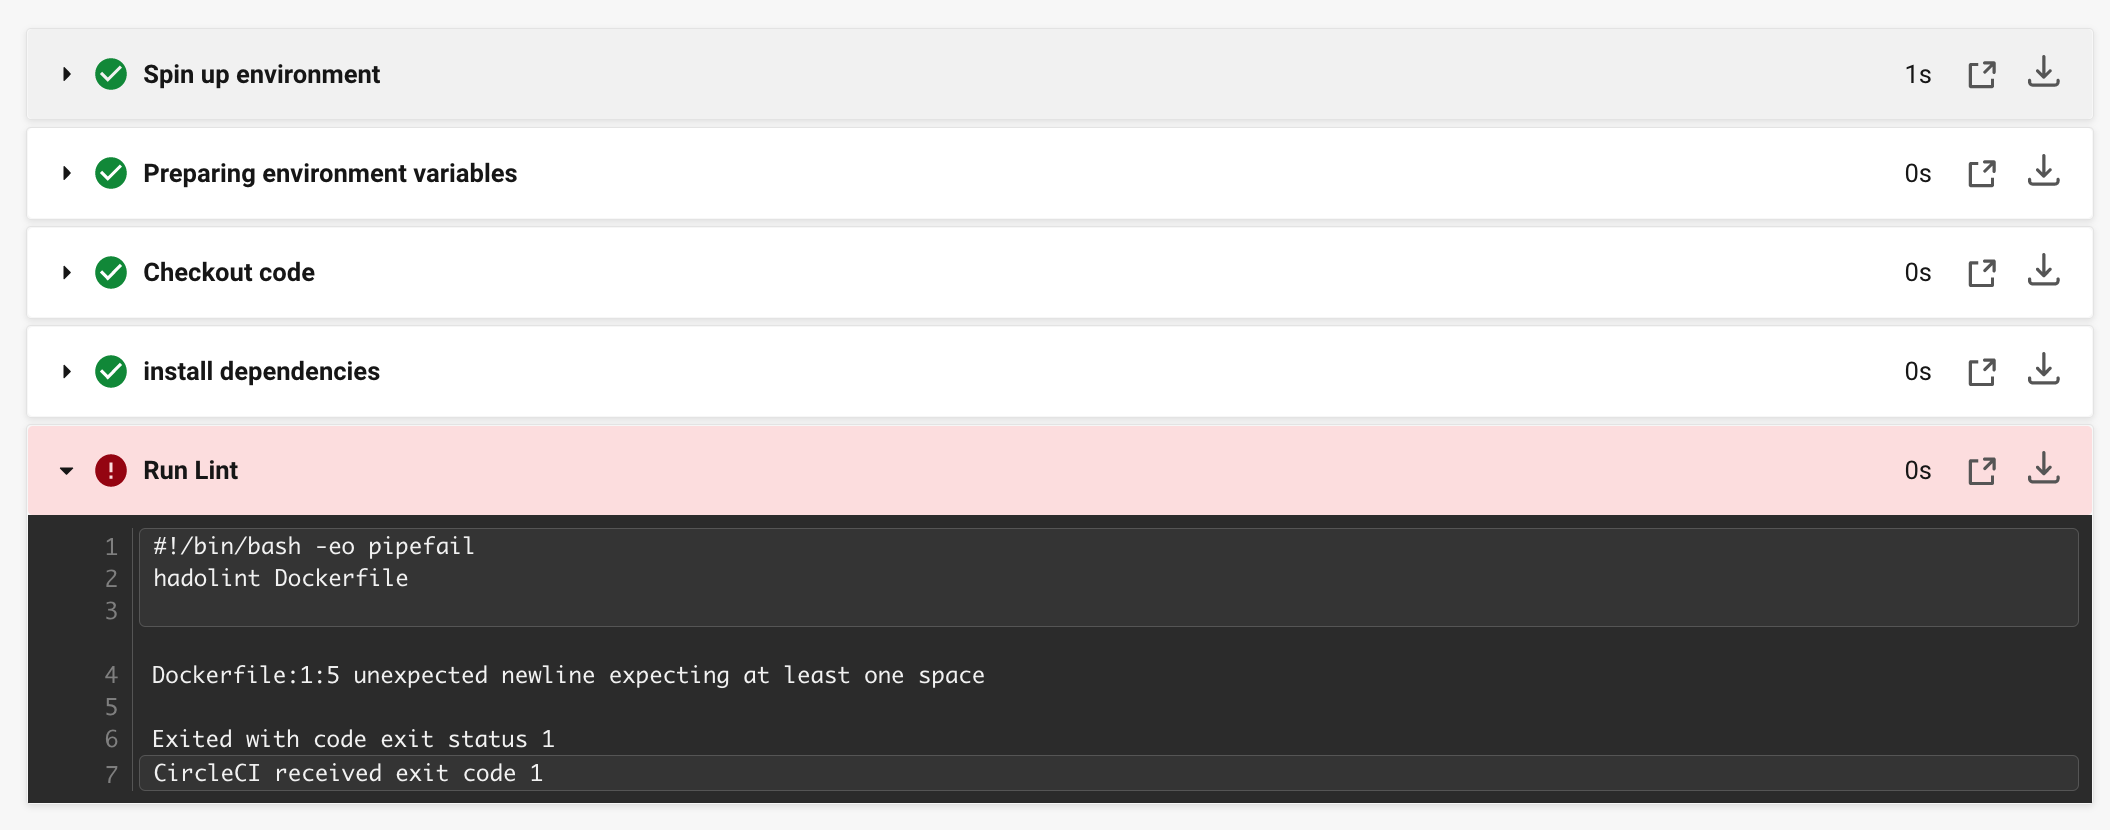 Spin up environment 1s
Preparing environment variables 0s
Checkout code 0s
install dependencies 0s
Run Lint 0s
1 #!/bin/bash -eo pipefail
2 hadolint Dockerfile
3
4 Dockerfile:1:5 unexpected newline expecting at least one space
5
6 Exited with code exit status 1
7 CircleCI received exit code 1